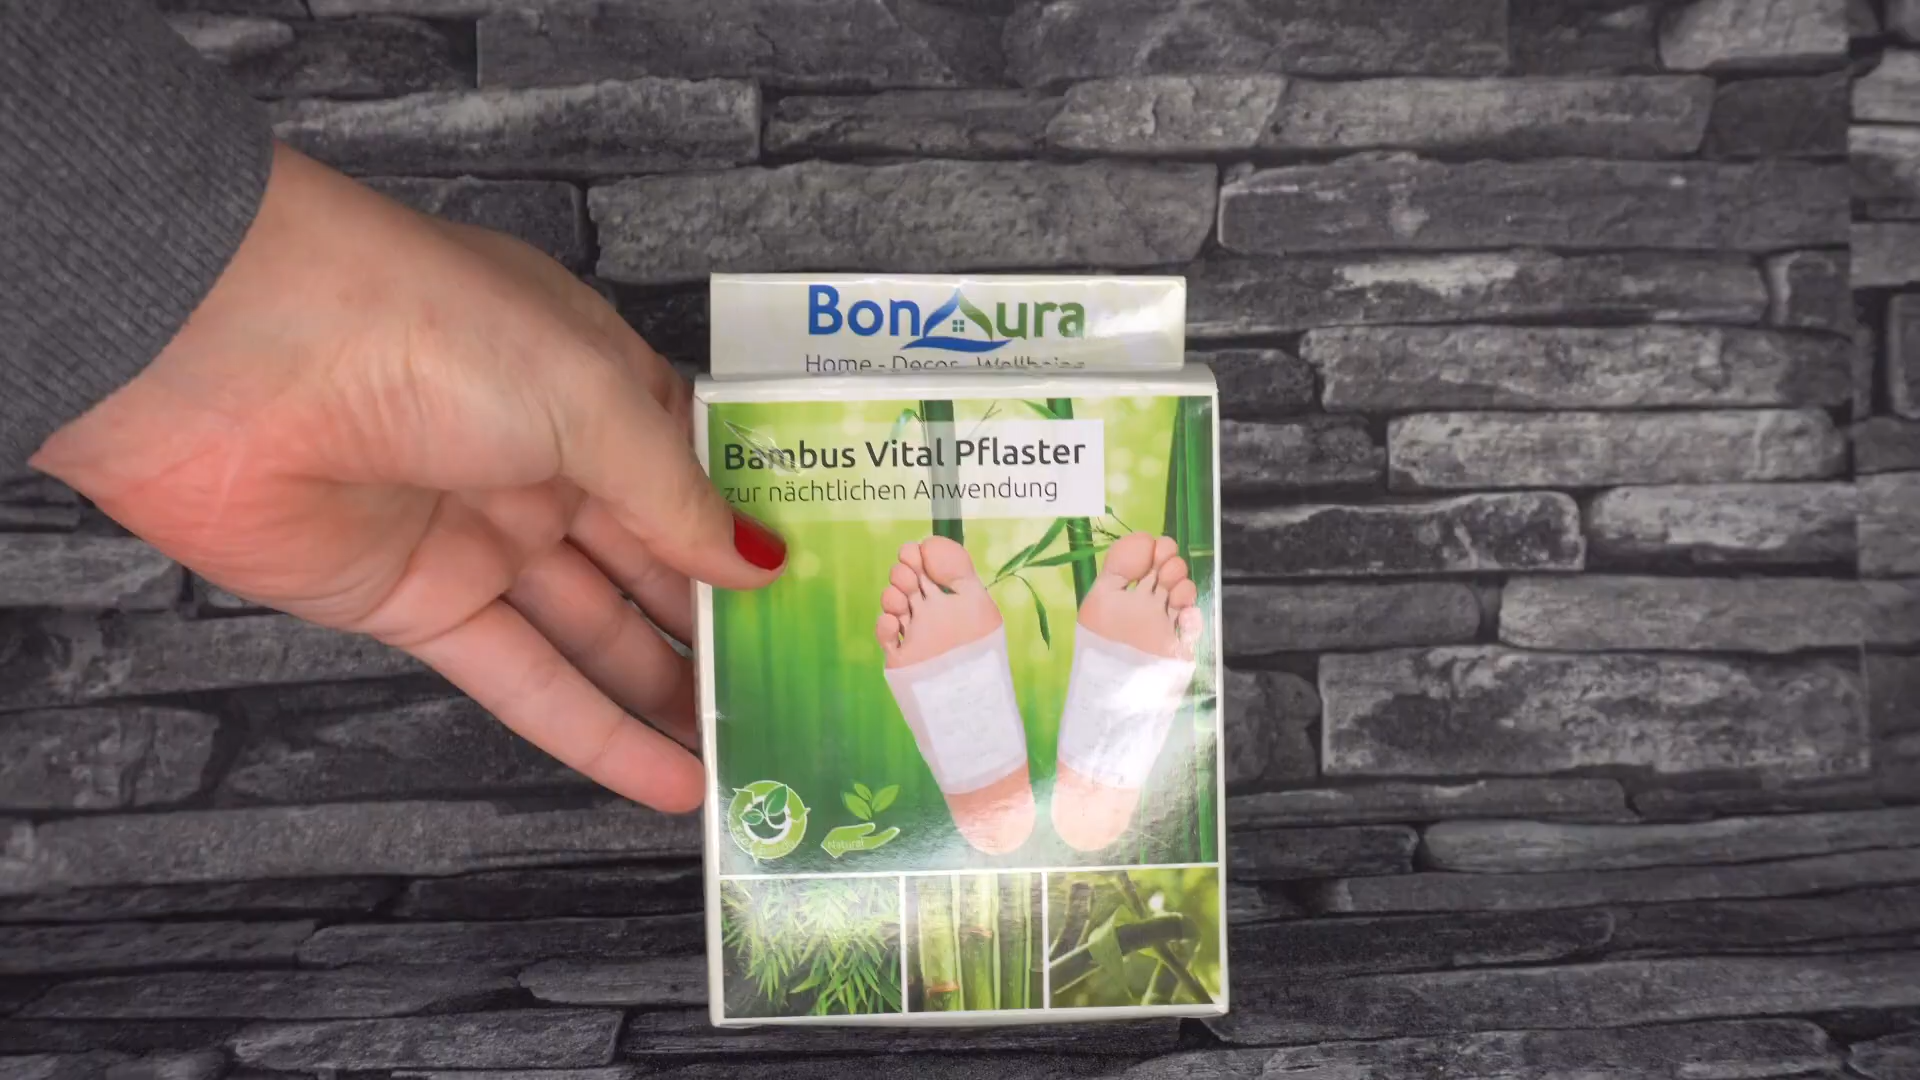 BonAura
Home - Decor - Wellbeing
Bambus Vital Pflaster
zur nächtlichen Anwendung
Natural